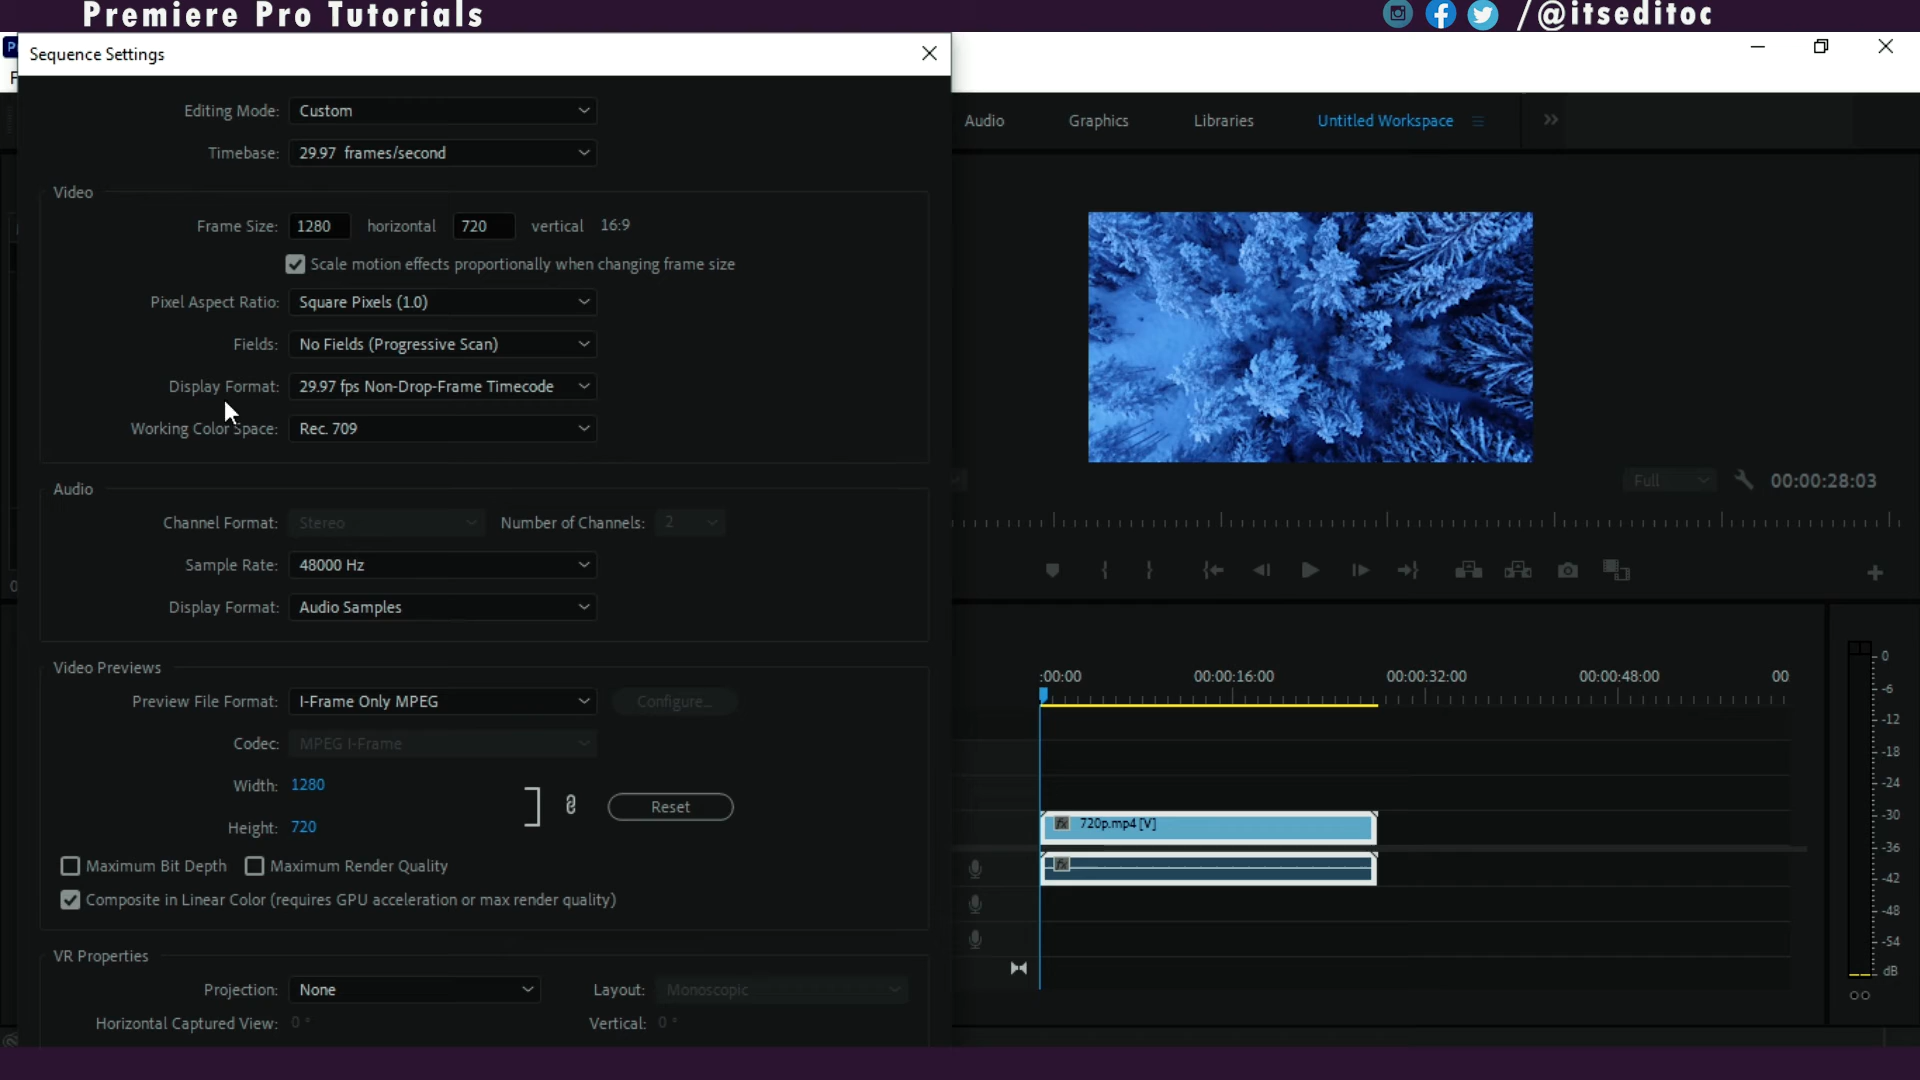 Premiere Pro Tutorials
/@itseditoc
Sequence Settings
Editing Mode: Custom
Timebase: 29.97 frames/second
Audio Graphics Libraries Untitled Workspace
Video
Frame Size: 1280 horizontal 720 vertical 16:9
Scale motion effects proportionally when changing frame size
Pixel Aspect Ratio: Square Pixels (1.0)
Fields: No Fields (Progressive Scan)
Display Format: 29.97 fps Non-Drop-Frame Timecode
Working Color Space: Rec. 709
Full 00:00:28:03
Audio
Channel Format: Stereo Number of Channels: 2
Sample Rate: 48000 Hz
Display Format: Audio Samples
Video Previews
Preview File Format: I-Frame Only MPEG Configure...
Codec: MPEG I-Frame
Width: 1280
Height: 720
Reset
Maximum Bit Depth Maximum Render Quality
Composite in Linear Color (requires GPU acceleration or max render quality)
VR Properties
Projection: None Layout: Monoscopic
Horizontal Captured View: 0 ° Vertical: 0 °
:00:00 00:00:16:00 00:00:32:00 00:00:48:00 00
fx 720p.mp4 [V]
fx
0
-6
-12
-18
-24
-30
-36
-42
-48
-54
dB